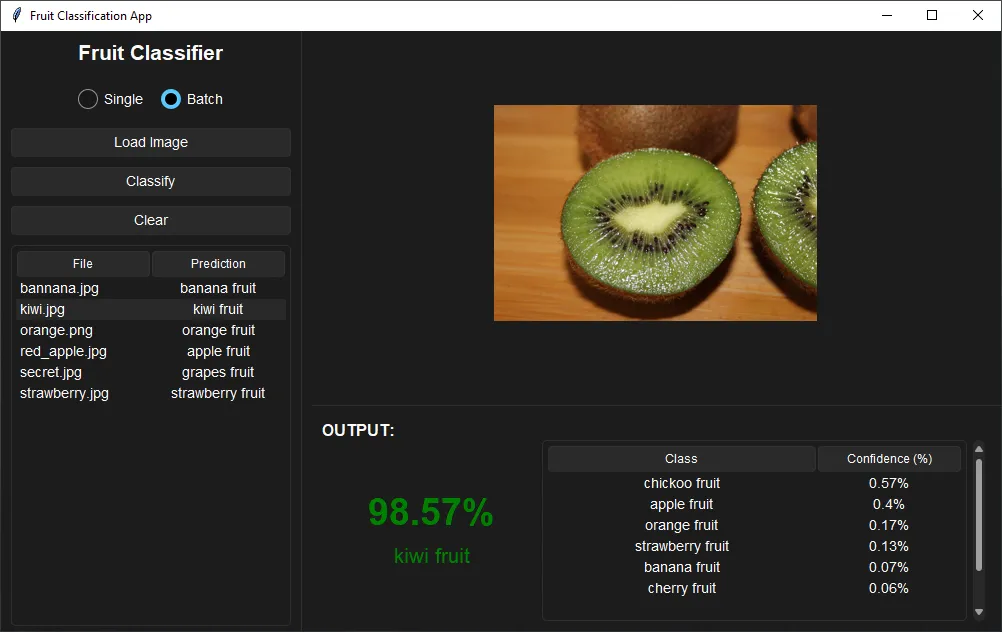 Fruit Classification App
Fruit Classifier
Single Batch
Load Image
Classify
Clear
File Prediction
bannana.jpg banana fruit
kiwi.jpg kiwi fruit
orange.png orange fruit
red_apple.jpg apple fruit
secret.jpg grapes fruit
strawberry.jpg strawberry fruit
OUTPUT:
98.57%
kiwi fruit
Class Confidence (%)
chickoo fruit 0.57%
apple fruit 0.4%
orange fruit 0.17%
strawberry fruit 0.13%
banana fruit 0.07%
cherry fruit 0.06%